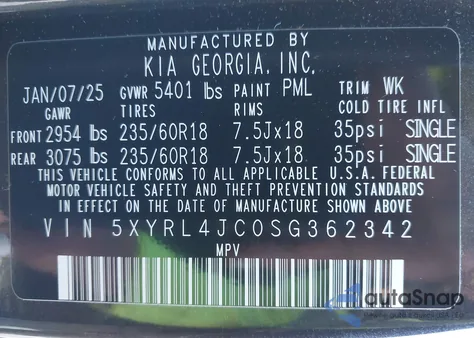 MANUFACTURED BY
KIA GEORGIA, INC.
JAN/07/25 GVWR 5401 lbs PAINT PML TRIM WK
GAWR TIRES RIMS COLD TIRE INFL
FRONT 2954 lbs 235/60R18 7.5Jx18 35psi SINGLE
REAR 3075 lbs 235/60R18 7.5Jx18 35psi SINGLE
THIS VEHICLE CONFORMS TO ALL APPLICABLE U.S.A. FEDERAL
MOTOR VEHICLE SAFETY AND THEFT PREVENTION STANDARDS
IN EFFECT ON THE DATE OF MANUFACTURE SHOWN ABOVE
VIN 5XYRL4JC0SG362342
MPV
autoSnap